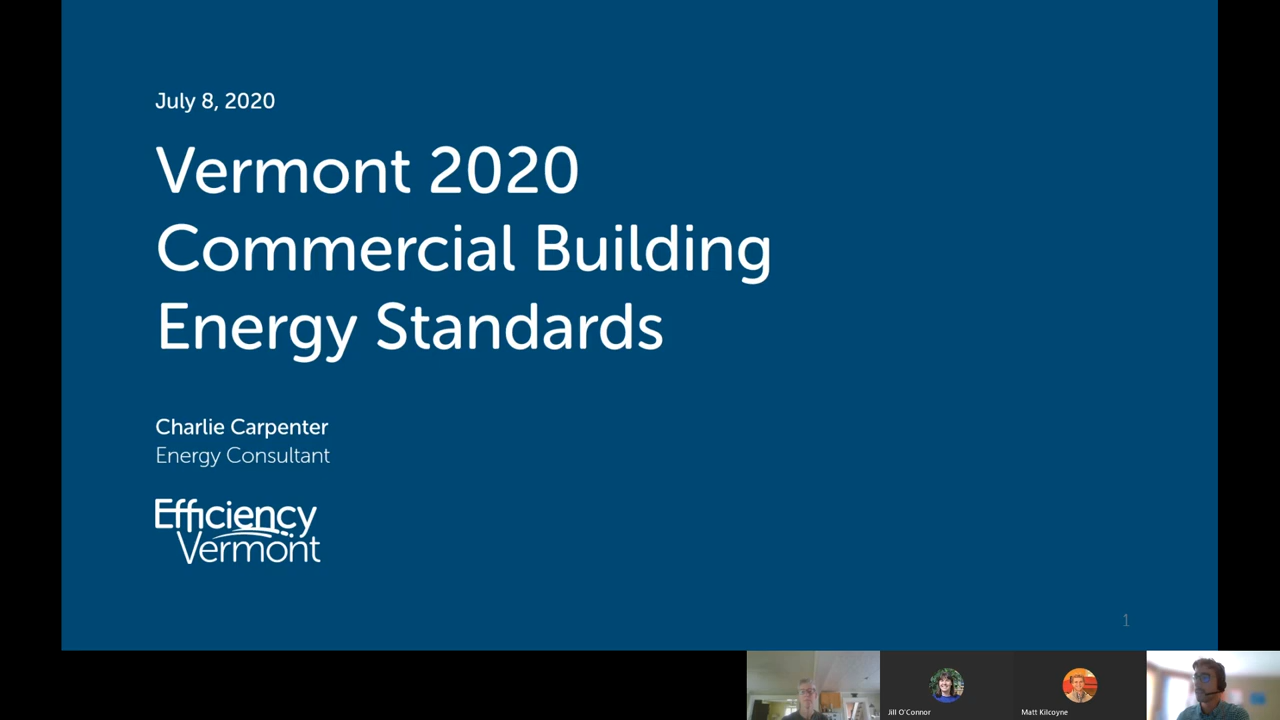 July 8, 2020
Vermont 2020
Commercial Building
Energy Standards
Charlie Carpenter
Energy Consultant
Efficiency
Vermont
1
Jill O'Connor
Matt Kilcoyne